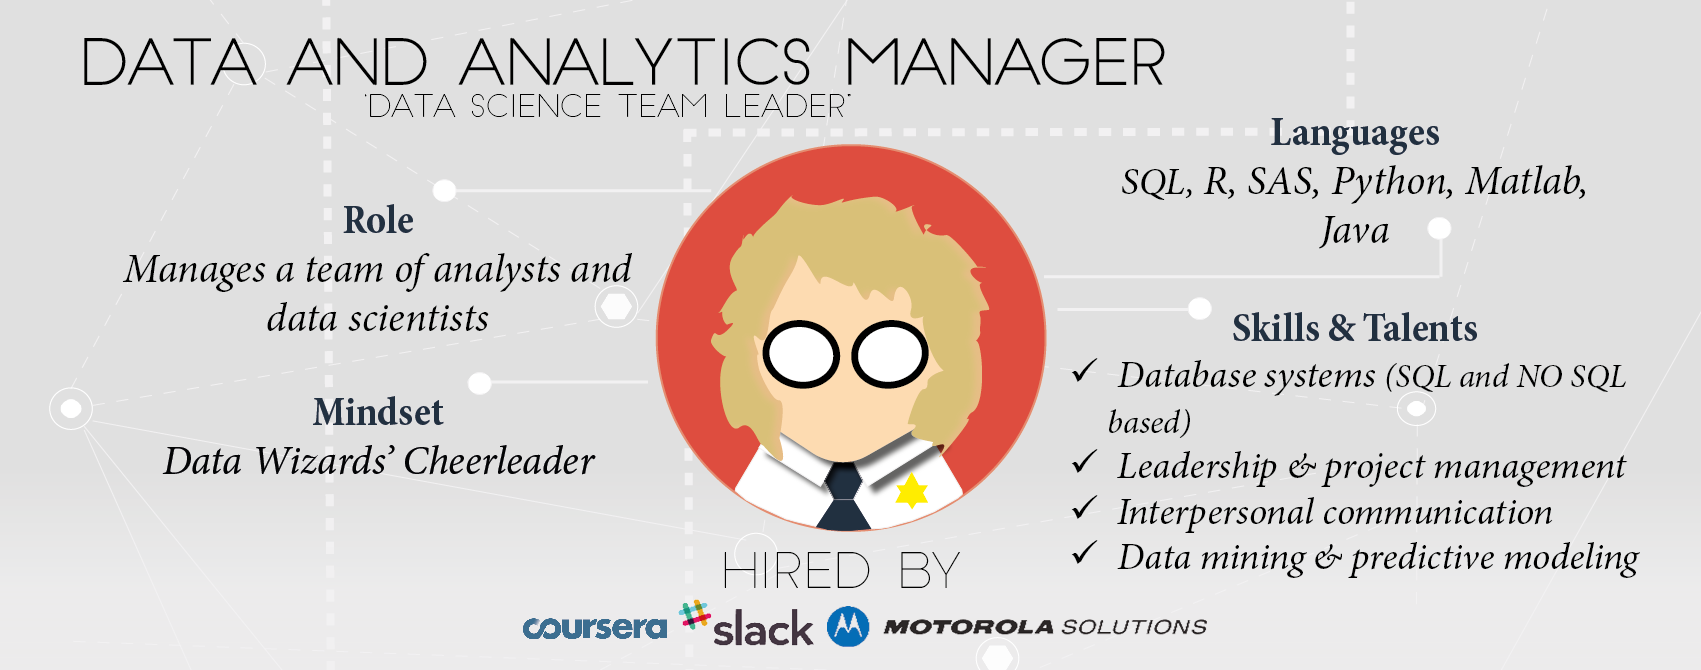 DATA AND ANALYTICS MANAGER
'DATA SCIENCE TEAM LEADER'
Role
Manages a team of analysts and
data scientists
Mindset
Data Wizards’ Cheerleader
Languages
SQL, R, SAS, Python, Matlab,
Java
Skills & Talents
✓ Database systems (SQL and NO SQL
based)
✓ Leadership & project management
✓ Interpersonal communication
✓ Data mining & predictive modeling
HIRED BY
coursera slack MOTOROLA SOLUTIONS